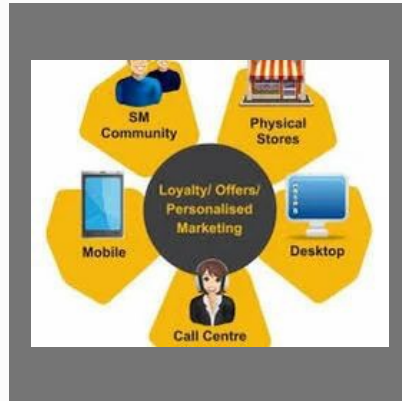 SM
Community
Physical
Stores
Loyalty/ Offers/
Personalised
Marketing
Mobile
Desktop
Call Centre